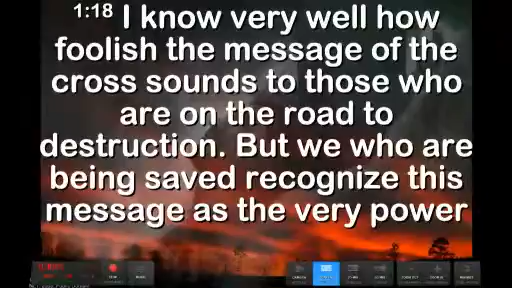 1:18 I know very well how
foolish the message of the
cross sounds to those who
are on the road to
destruction. But we who are
being saved recognize this
message as the very power